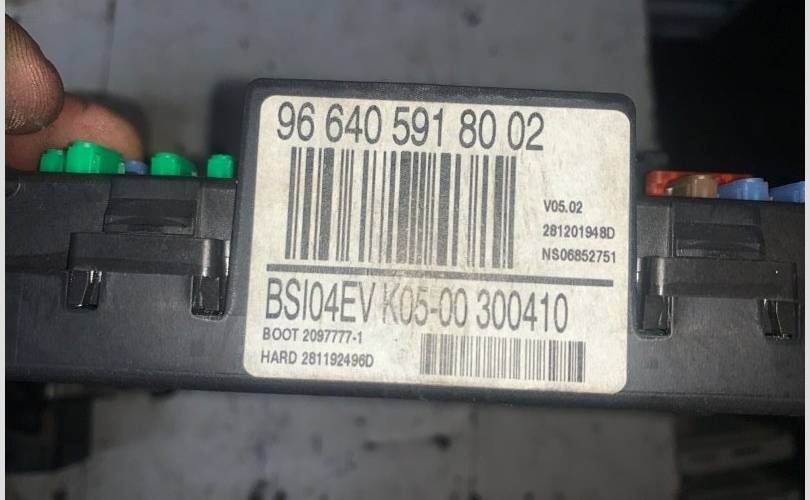 96 640 591 80 02
V05.02
281201948D
NS06852751
BSI04EV K05-00 300410
BOOT 2097777-1
HARD 281192496D